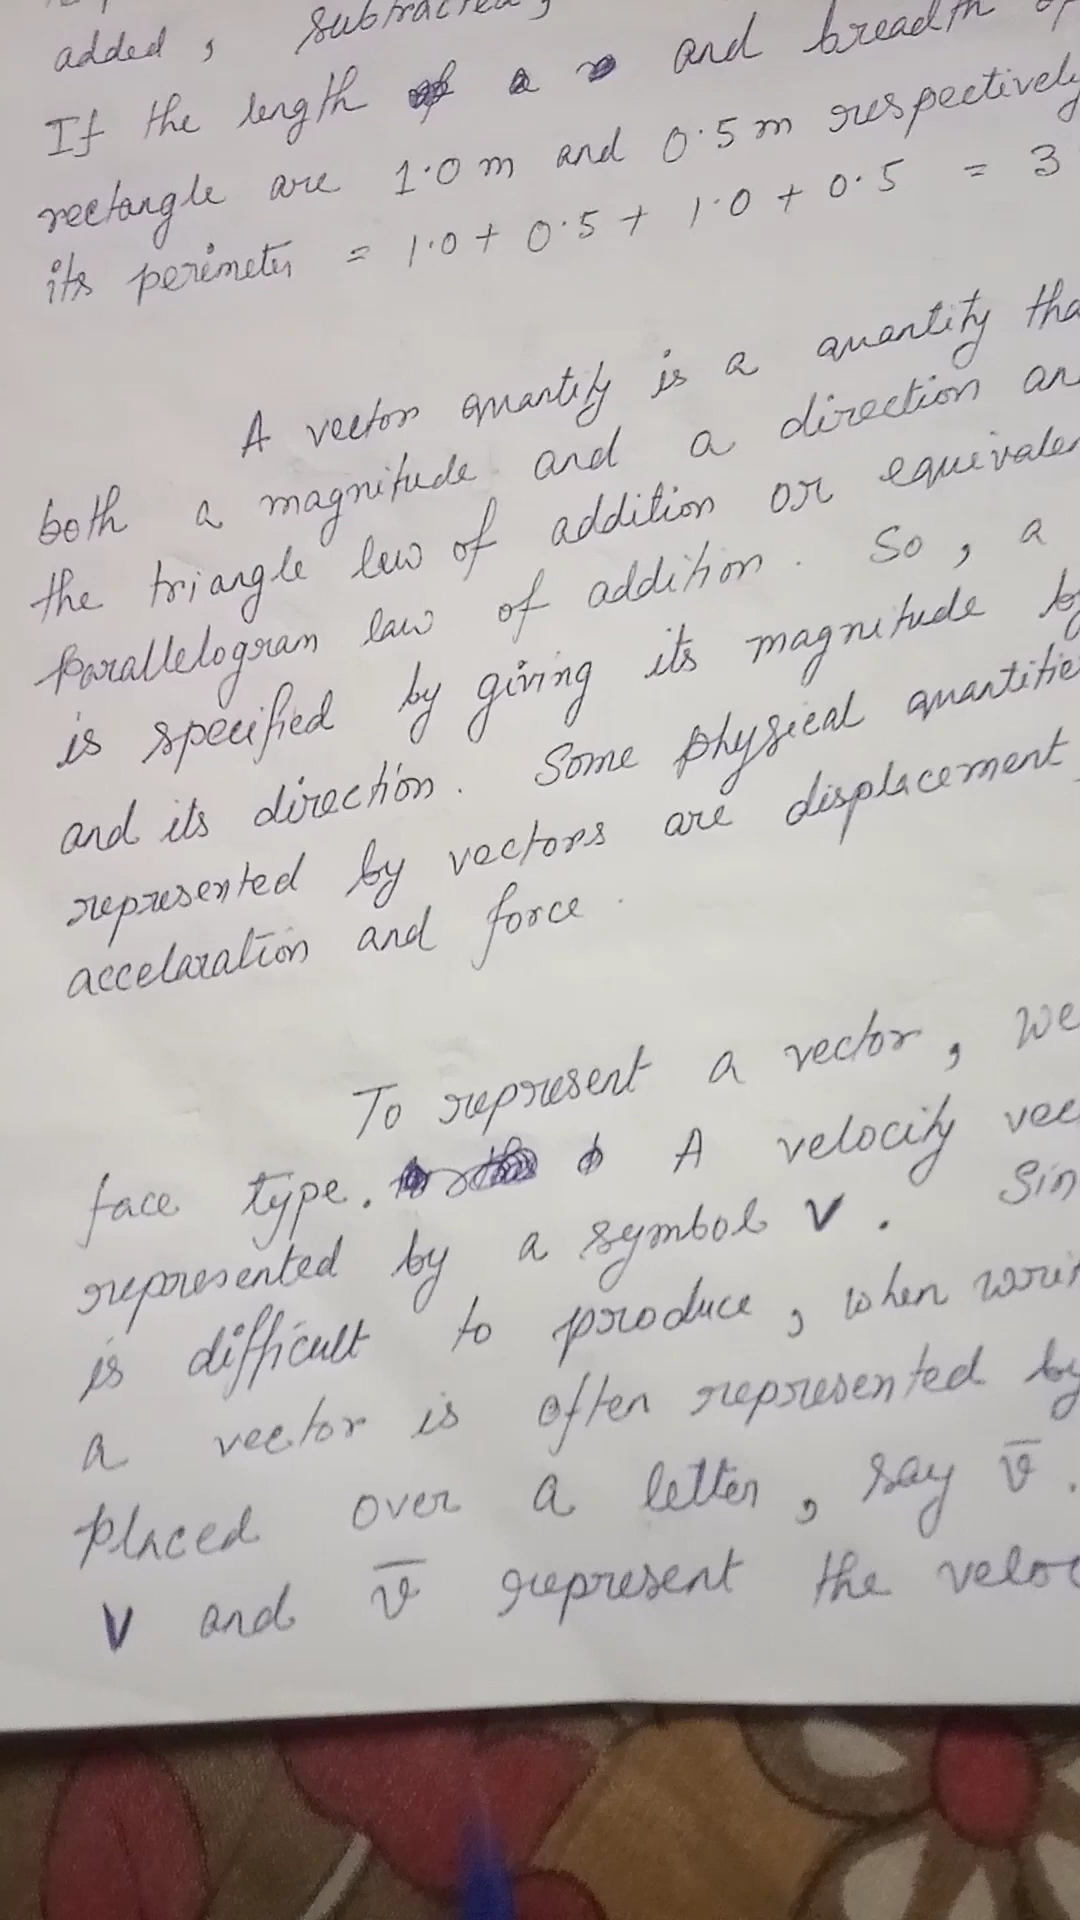 added, subtracted,
If the length of a and breadth of
rectangle are 1.0 m and 0.5 m respectively
its perimeter = 1.0 + 0.5 + 1.0 + 0.5 = 3
A vector quantity is a quantity tha
both a magnitude and a direction an
the triangle law of addition or equivalen
parallelogram law of addition. So, a
is specified by giving its magnitude by
and its direction. Some physical quantitie
represented by vectors are displacement,
accelaration and force.
To represent a vector, we
face type. A velocity vec
represented by a symbol v. Sin
is difficult to produce, when writ
a vector is often represented by
placed over a letter, say v̅.
V and v̅ represent the veloc